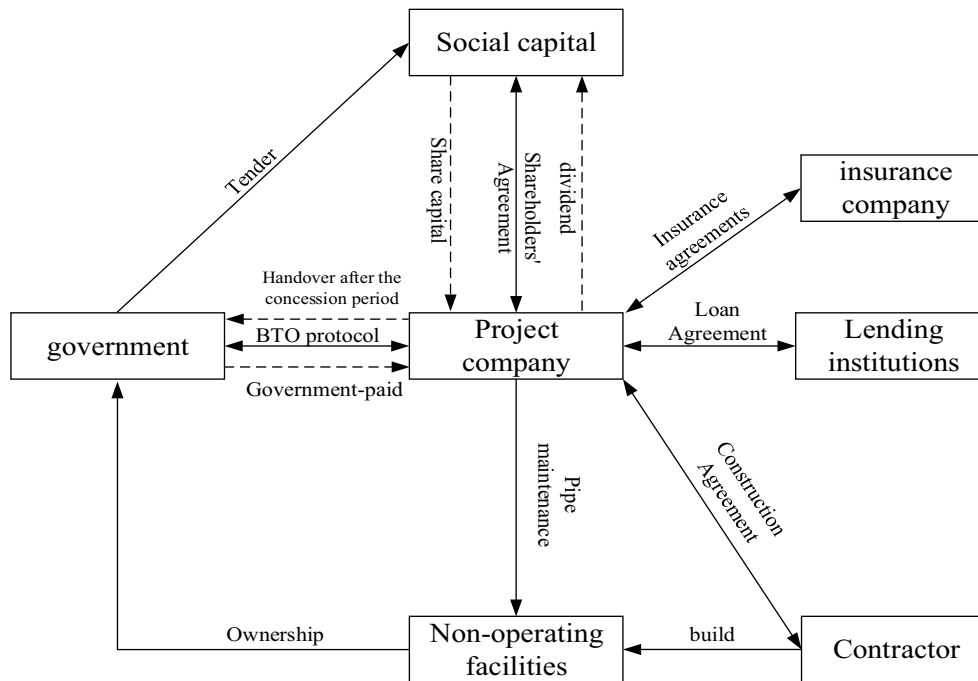 Social capital
Tender
Share capital
Shareholders'
Agreement
dividend
insurance
company
Insurance
agreements
Handover after the
concession period
government
BTO protocol
Government-paid
Project
company
Loan
Agreement
Lending
institutions
Pipe
maintenance
Construction
Agreement
Ownership
Non-operating
facilities
build
Contractor